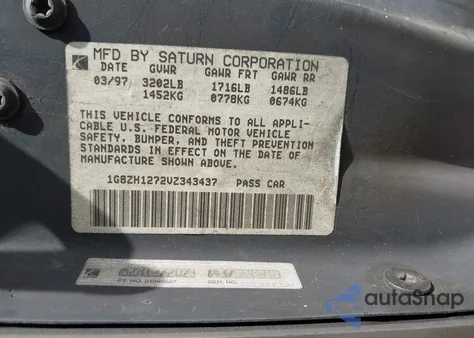 MFD BY SATURN CORPORATION
DATE GVWR GAWR FRT GAWR RR
03/97 3202LB 1716LB 1486LB
1452KG 0778KG 0674KG
THIS VEHICLE CONFORMS TO ALL APPLI-
CABLE U.S. FEDERAL MOTOR VEHICLE
SAFETY, BUMPER, AND THEFT PREVENTION
STANDARDS IN EFFECT ON THE DATE OF
MANUFACTURE SHOWN ABOVE.
1G8ZH1272VZ343437 PASS CAR
SER. NO.
autosnap